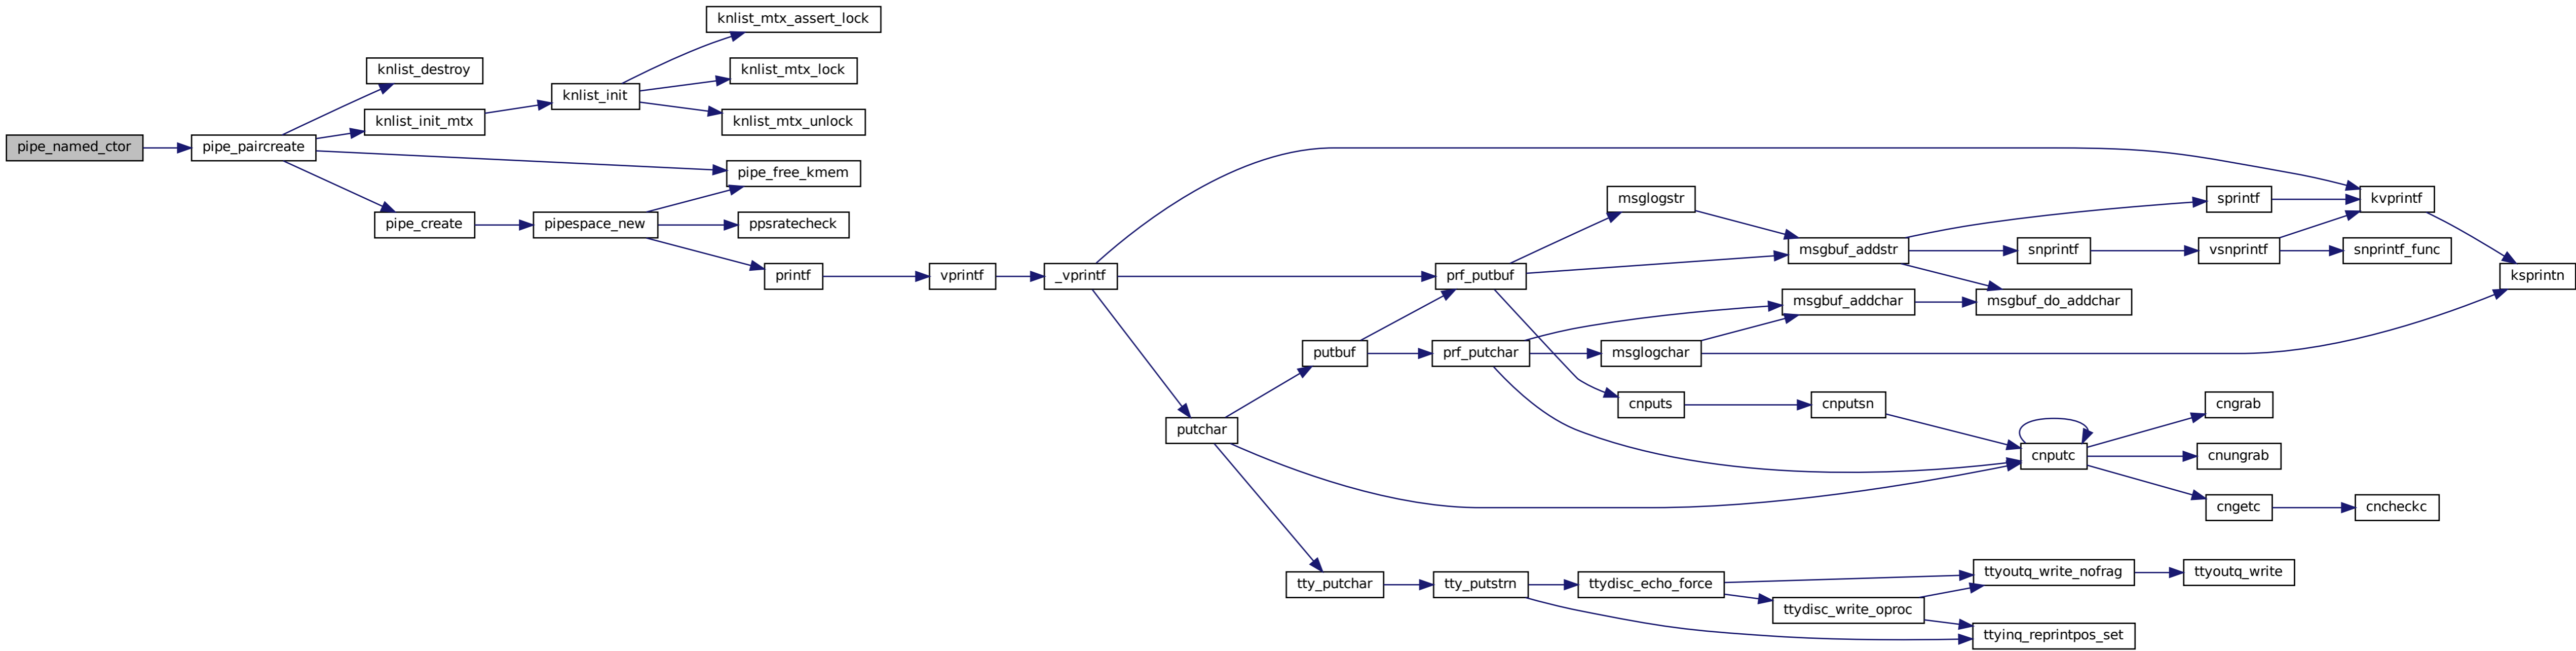 pipe_named_ctor
pipe_paircreate
knlist_destroy
knlist_init_mtx
knlist_init
knlist_mtx_assert_lock
knlist_mtx_lock
knlist_mtx_unlock
pipe_free_kmem
pipe_create
pipespace_new
ppsratecheck
printf
vprintf
_vprintf
prf_putbuf
msglogstr
msgbuf_addstr
sprintf
kvprintf
snprintf
vsnprintf
snprintf_func
ksprintn
msgbuf_addchar
msgbuf_do_addchar
putbuf
prf_putchar
msglogchar
cnputs
cnputsn
cngrab
putchar
cnputc
cnungrab
cngetc
cncheckc
tty_putchar
tty_putstrn
ttydisc_echo_force
ttyoutq_write_nofrag
ttyoutq_write
ttydisc_write_oproc
ttyinq_reprintpos_set